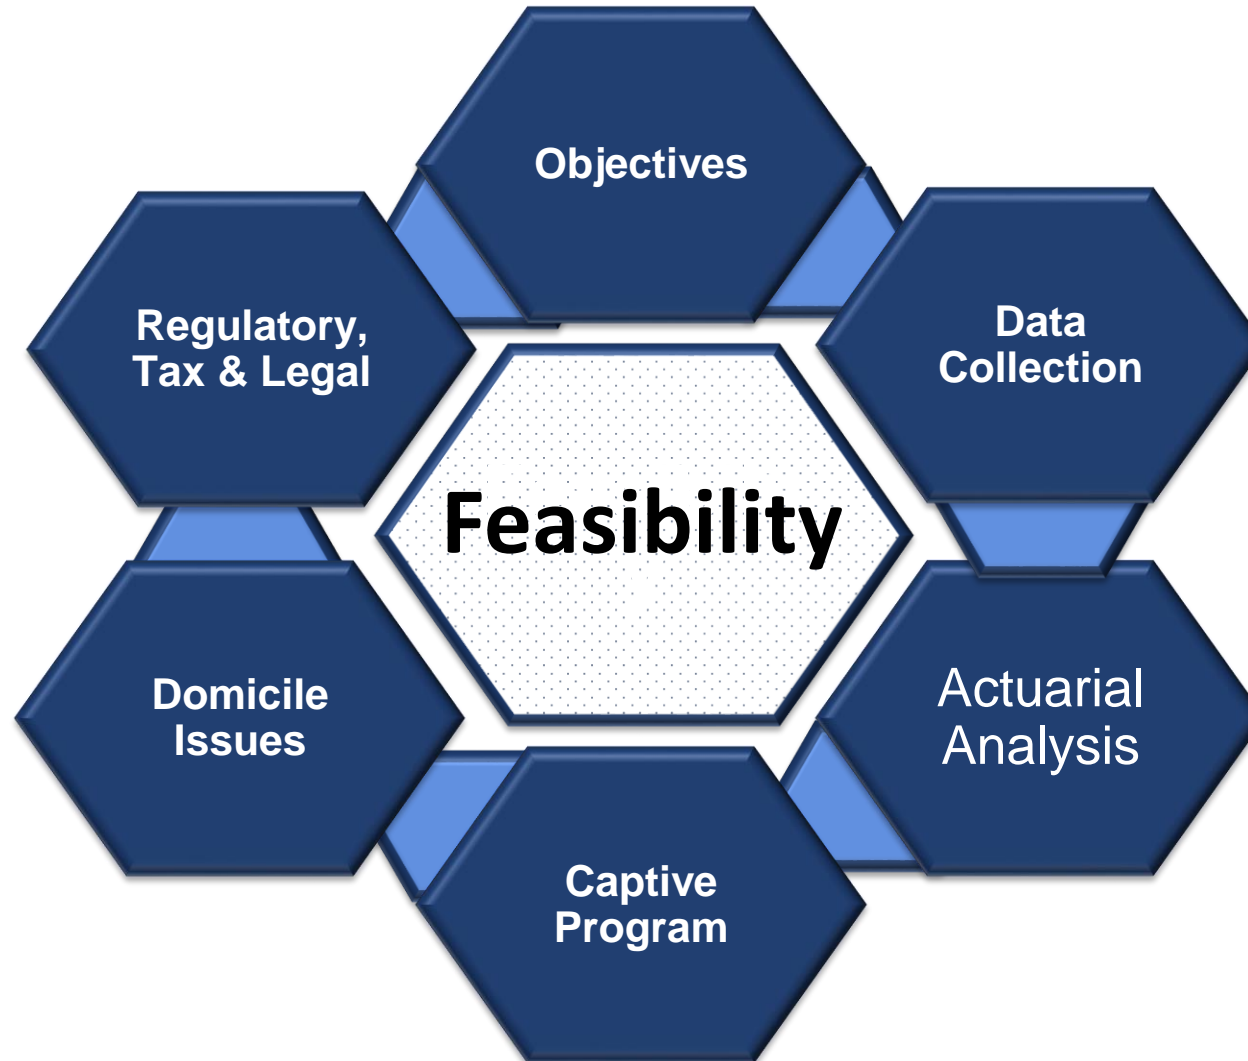 Objectives
Regulatory,
Tax & Legal
Data
Collection
Feasibility
Domicile
Issues
Actuarial
Analysis
Captive
Program